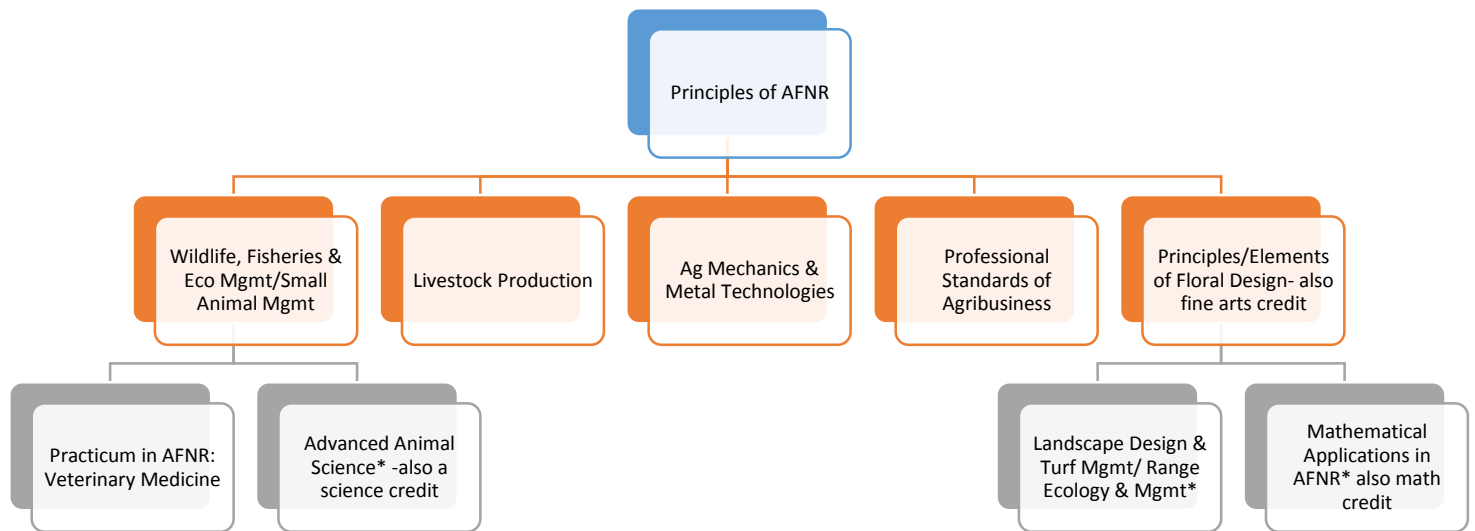 Principles of AFNR
Wildlife, Fisheries &
Eco Mgmt/Small
Animal Mgmt
Livestock Production
Ag Mechanics &
Metal Technologies
Professional
Standards of
Agribusiness
Principles/Elements
of Floral Design- also
fine arts credit
Practicum in AFNR:
Veterinary Medicine
Advanced Animal
Science* -also a
science credit
Landscape Design &
Turf Mgmt/ Range
Ecology & Mgmt*
Mathematical
Applications in
AFNR* also math
credit